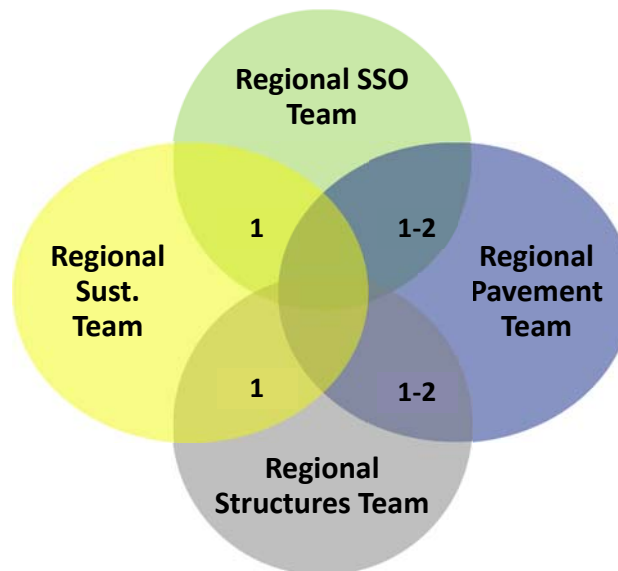 Regional SSO
Team
1
1-2
Regional
Sust.
Team
Regional
Pavement
Team
1
1-2
Regional
Structures Team